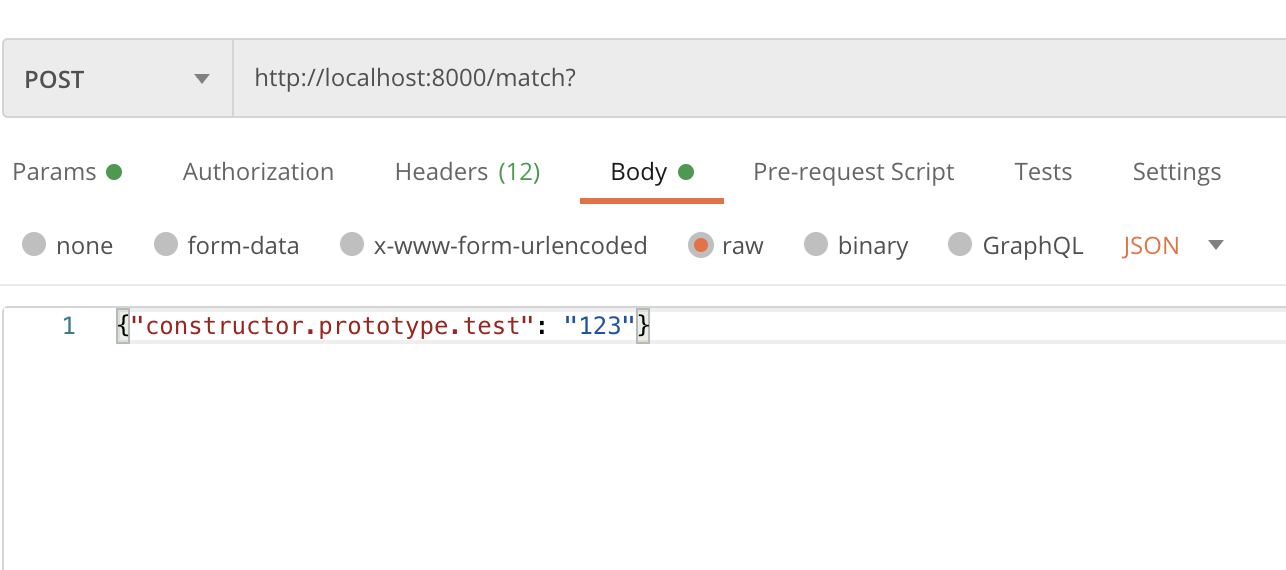 POST http://localhost:8000/match?
Params Authorization Headers (12) Body Pre-request Script Tests Settings
none form-data x-www-form-urlencoded raw binary GraphQL JSON
1 {"constructor.prototype.test": "123"}